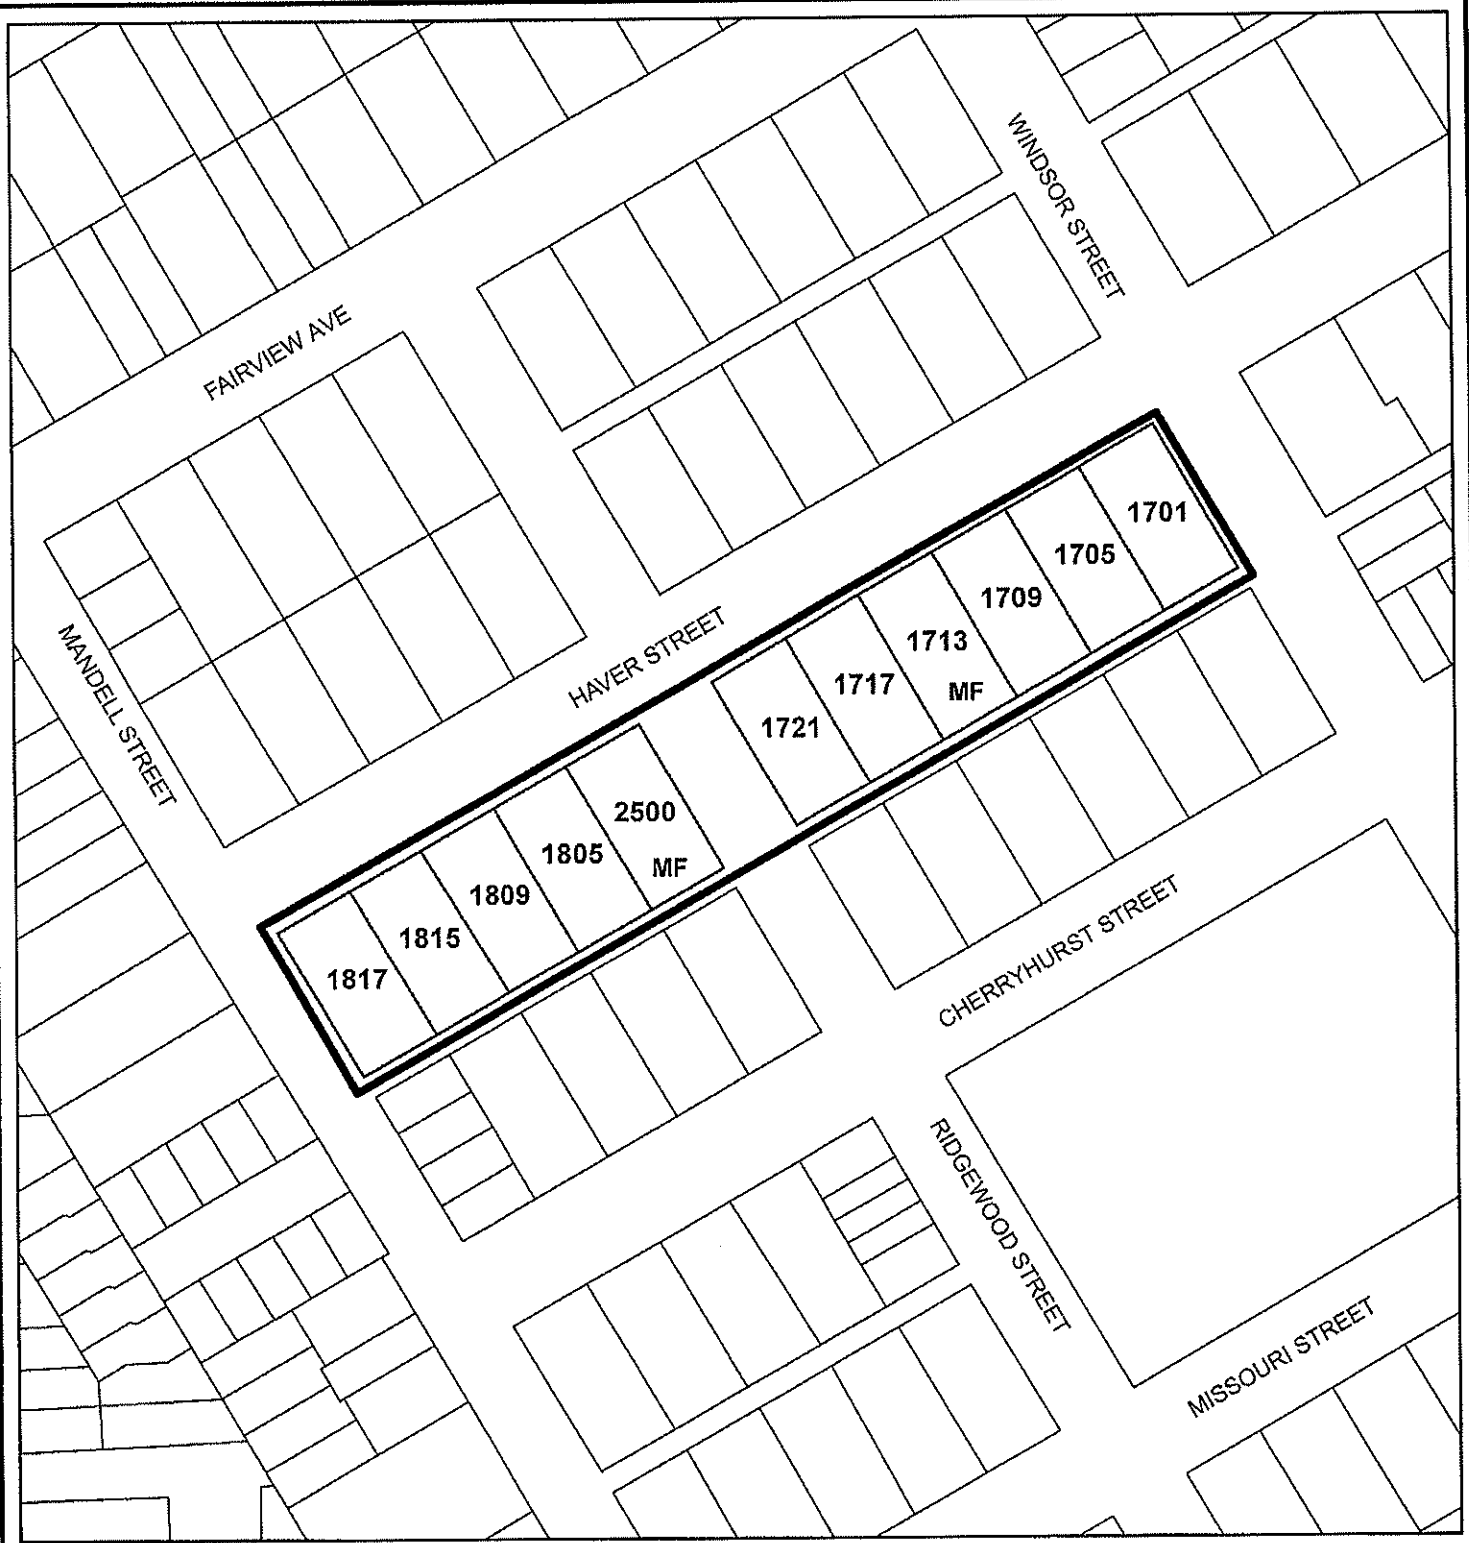 WINDSOR STREET
FAIRVIEW AVE
1701
1705
1709
1713
MF
1717
1721
HAVER STREET
MANDELL STREET
2500
MF
1805
1809
1815
1817
CHERRYHURST STREET
RIDGEWOOD STREET
MISSOURI STREET